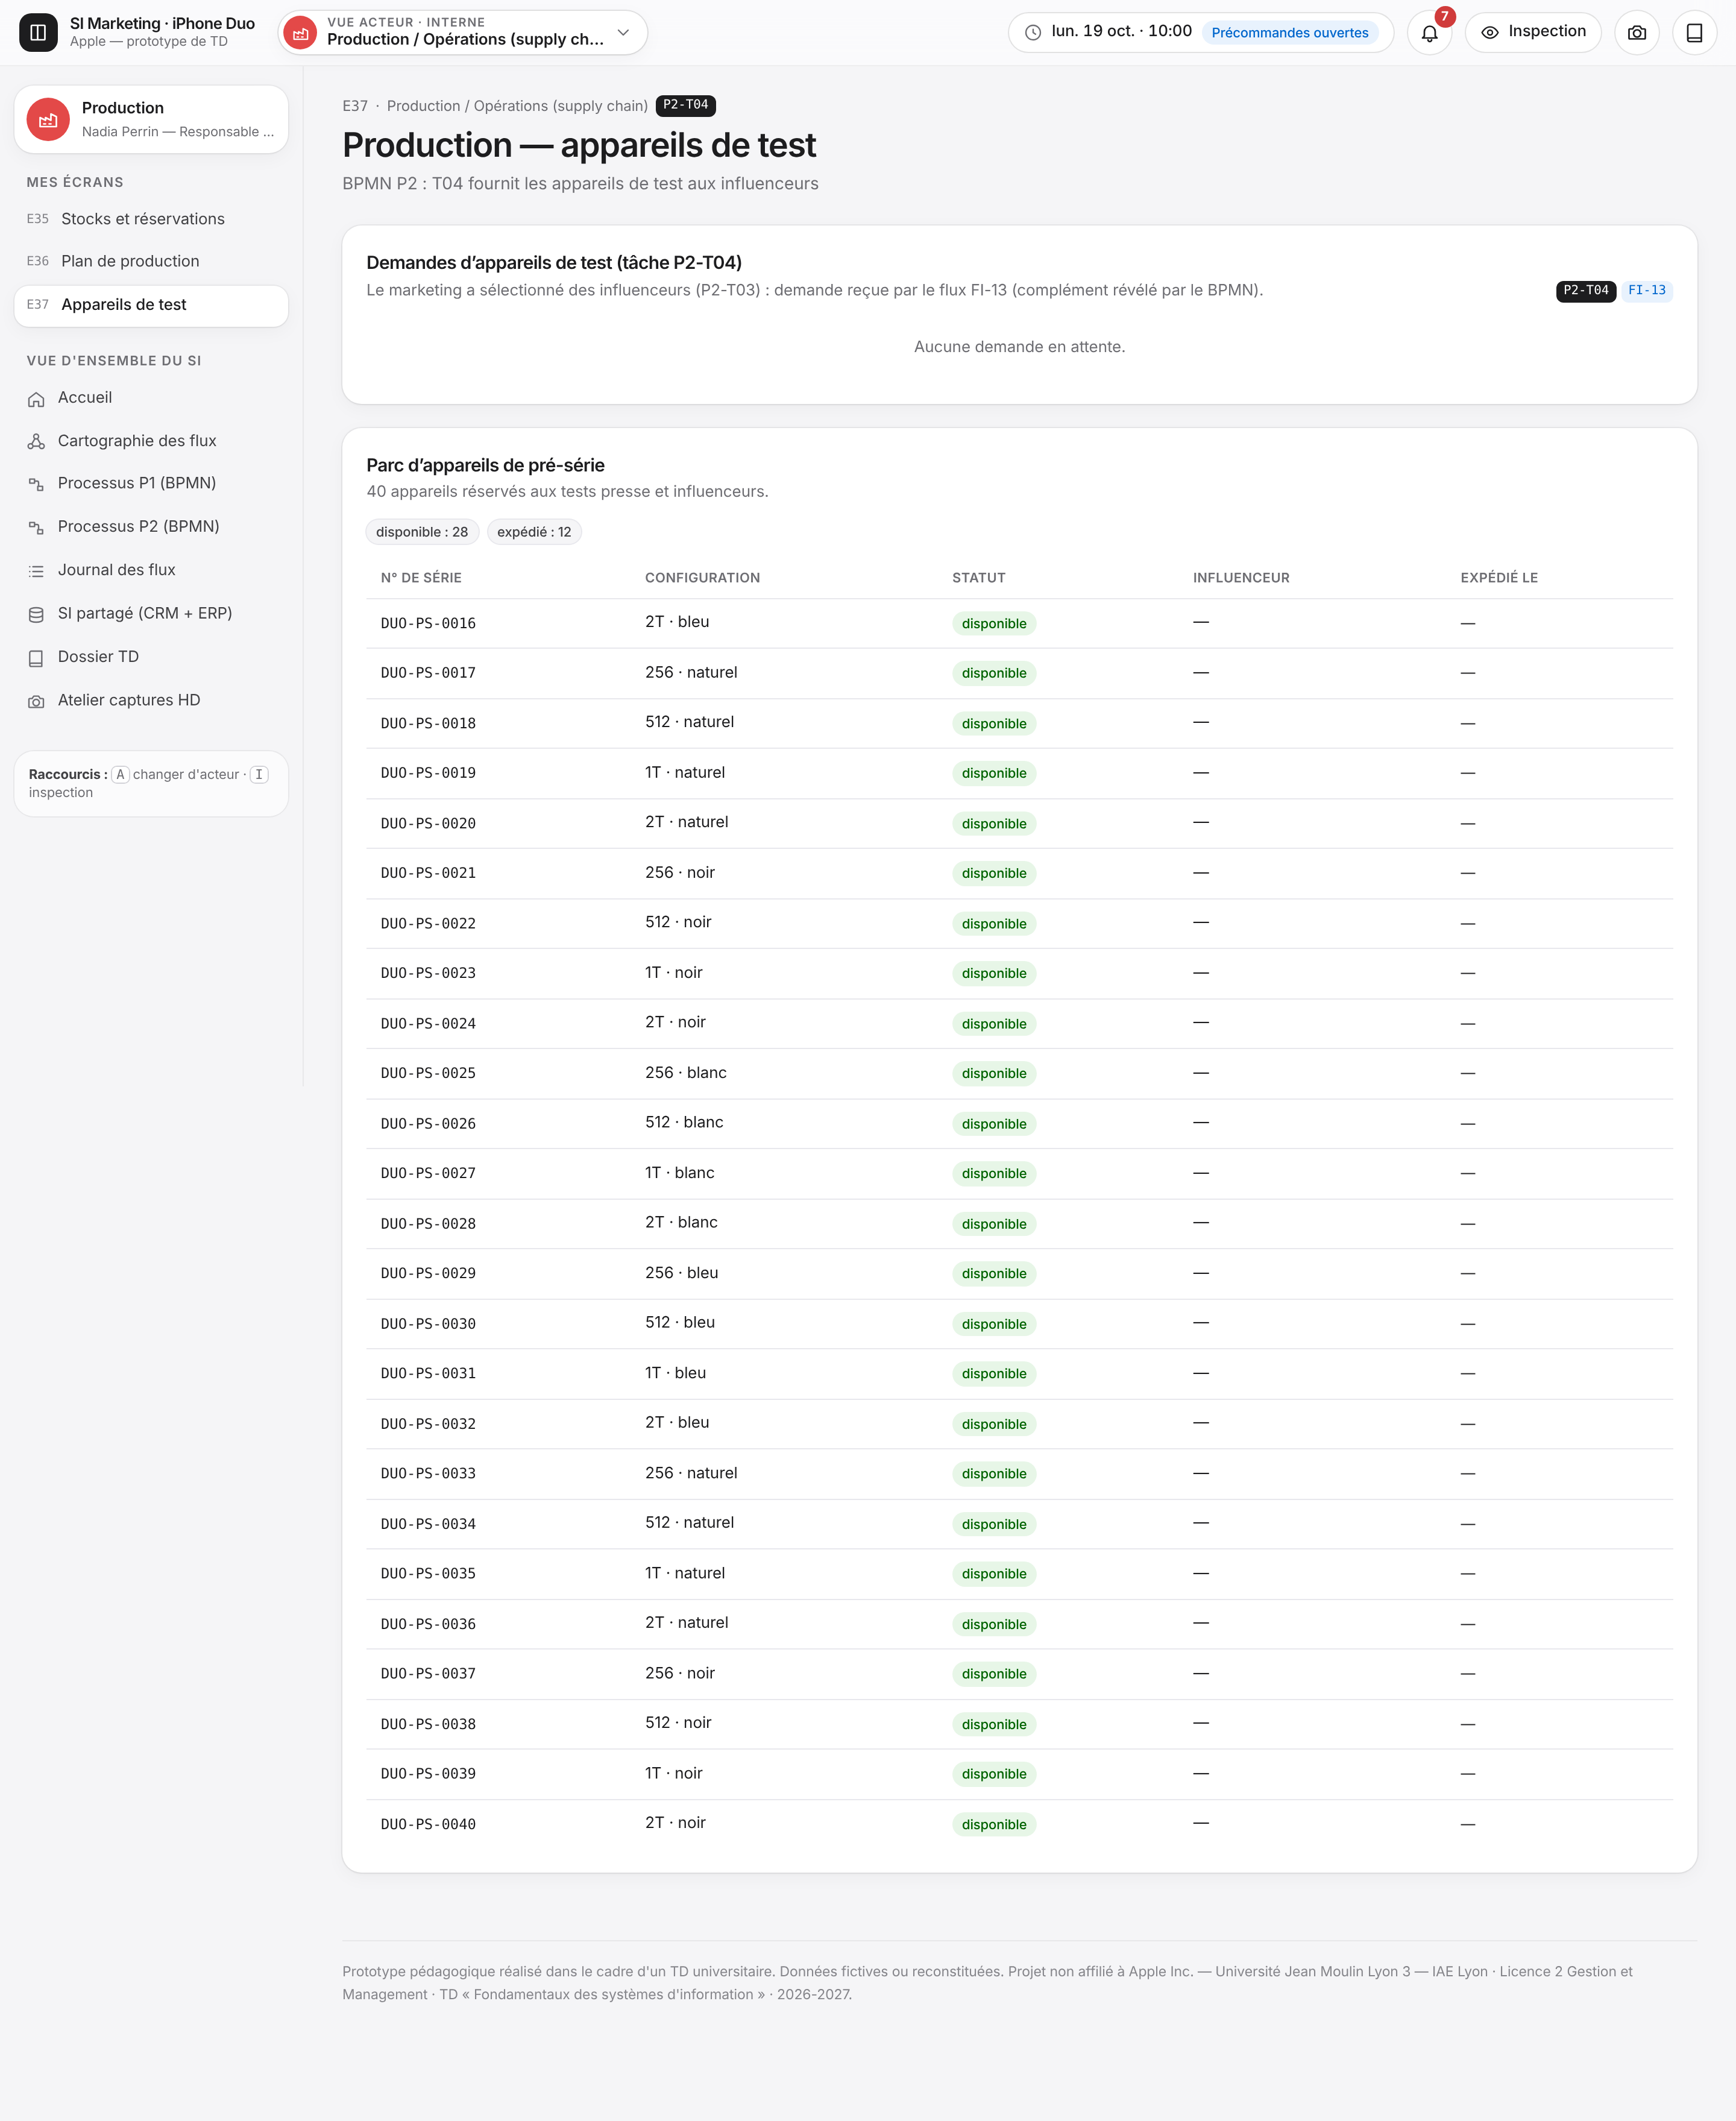 SI Marketing · iPhone Duo
Apple — prototype de TD
VUE ACTEUR · INTERNE
Production / Opérations (supply ch...
lun. 19 oct. · 10:00 Précommandes ouvertes
7
Inspection
Production
Nadia Perrin — Responsable ...
MES ÉCRANS
E35 Stocks et réservations
E36 Plan de production
E37 Appareils de test
VUE D'ENSEMBLE DU SI
Accueil
Cartographie des flux
Processus P1 (BPMN)
Processus P2 (BPMN)
Journal des flux
SI partagé (CRM + ERP)
Dossier TD
Atelier captures HD
Raccourcis : A changer d'acteur · I
inspection
E37 · Production / Opérations (supply chain) P2-T04
Production — appareils de test
BPMN P2 : T04 fournit les appareils de test aux influenceurs
Demandes d’appareils de test (tâche P2-T04)
Le marketing a sélectionné des influenceurs (P2-T03) : demande reçue par le flux FI-13 (complément révélé par le BPMN). P2-T04 FI-13
Aucune demande en attente.
Parc d’appareils de pré-série
40 appareils réservés aux tests presse et influenceurs.
disponible : 28 expédié : 12
N° DE SÉRIE CONFIGURATION STATUT INFLUENCEUR EXPÉDIÉ LE
DUO-PS-0016 2T · bleu disponible — —
DUO-PS-0017 256 · naturel disponible — —
DUO-PS-0018 512 · naturel disponible — —
DUO-PS-0019 1T · naturel disponible — —
DUO-PS-0020 2T · naturel disponible — —
DUO-PS-0021 256 · noir disponible — —
DUO-PS-0022 512 · noir disponible — —
DUO-PS-0023 1T · noir disponible — —
DUO-PS-0024 2T · noir disponible — —
DUO-PS-0025 256 · blanc disponible — —
DUO-PS-0026 512 · blanc disponible — —
DUO-PS-0027 1T · blanc disponible — —
DUO-PS-0028 2T · blanc disponible — —
DUO-PS-0029 256 · bleu disponible — —
DUO-PS-0030 512 · bleu disponible — —
DUO-PS-0031 1T · bleu disponible — —
DUO-PS-0032 2T · bleu disponible — —
DUO-PS-0033 256 · naturel disponible — —
DUO-PS-0034 512 · naturel disponible — —
DUO-PS-0035 1T · naturel disponible — —
DUO-PS-0036 2T · naturel disponible — —
DUO-PS-0037 256 · noir disponible — —
DUO-PS-0038 512 · noir disponible — —
DUO-PS-0039 1T · noir disponible — —
DUO-PS-0040 2T · noir disponible — —
Prototype pédagogique réalisé dans le cadre d'un TD universitaire. Données fictives ou reconstituées. Projet non affilié à Apple Inc. — Université Jean Moulin Lyon 3 — IAE Lyon · Licence 2 Gestion et
Management · TD « Fondamentaux des systèmes d'information » · 2026-2027.